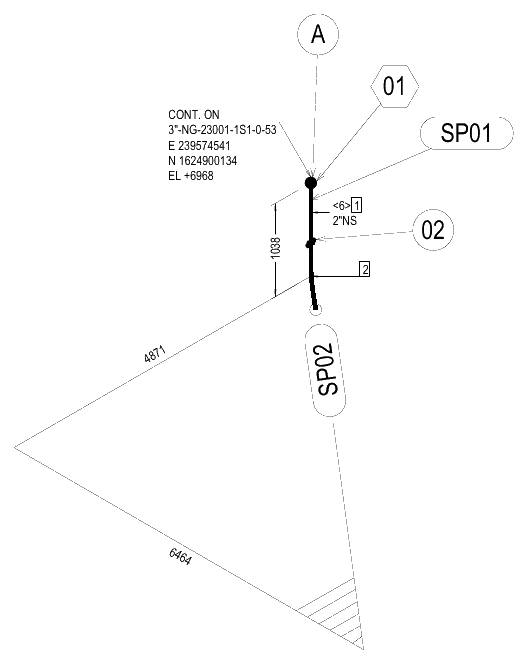 A
01
CONT. ON
3"-NG-23001-1S1-0-53
E 239574541
N 1624900134
EL +6968
SP01
<6> 1
2"NS
02
1038
2
4871
SP02
6464